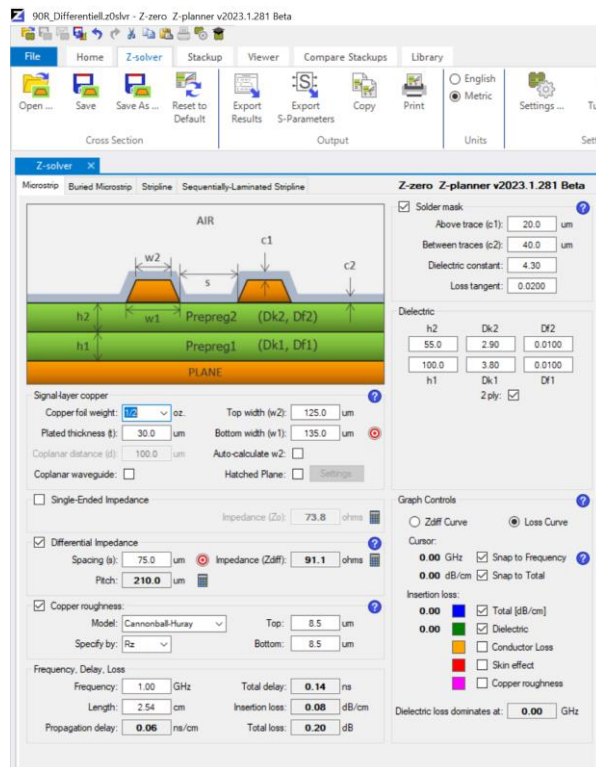 90R_Differentiell.z0slvr - Z-zero Z-planner v2023.1.281 Beta
File Home Z-solver Stackup Viewer Compare Stackups Library
Open ... Save Save As ... Reset to Default Export Results Export S-Parameters Copy Print English Metric Settings ...
Cross Section Output Units
Z-solver X
Microstrip Buried Microstrip Stripline Sequentially-Laminated Stripline
Z-zero Z-planner v2023.1.281 Beta
AIR
w2 s c1 c2
h2 w1 Prepreg2 (Dk2, Df2)
h1 Prepreg1 (Dk1, Df1)
PLANE
Solder mask
Above trace (c1): 20.0 um
Between traces (c2): 40.0 um
Dielectric constant: 4.30
Loss tangent: 0.0200
Dielectric
h2 Dk2 Df2
55.0 2.90 0.0100
100.0 3.80 0.0100
h1 Dk1 Df1
2 ply:
Signal-layer copper
Copper foil weight: 1/2 oz. Top width (w2): 125.0 um
Plated thickness (t): 30.0 um Bottom width (w1): 135.0 um
Coplanar distance (d): 100.0 um Auto-calculate w2:
Coplanar waveguide: Hatched Plane: Settings
Single-Ended Impedance
Impedance (Zo): 73.8 ohms
Differential Impedance
Spacing (s): 75.0 um Impedance (Zdiff): 91.1 ohms
Pitch: 210.0 um
Copper roughness:
Model: Cannonball-Huray Top: 8.5 um
Specify by: Rz Bottom: 8.5 um
Frequency, Delay, Loss
Frequency: 1.00 GHz Total delay: 0.14 ns
Length: 2.54 cm Insertion loss: 0.08 dB/cm
Propagation delay: 0.06 ns/cm Total loss: 0.20 dB
Graph Controls
Zdiff Curve Loss Curve
Cursor:
0.00 GHz Snap to Frequency
0.00 dB/cm Snap to Total
Insertion loss:
0.00 Total [dB/cm]
0.00 Dielectric
Conductor Loss
Skin effect
Copper roughness
Dielectric loss dominates at: 0.00 GHz